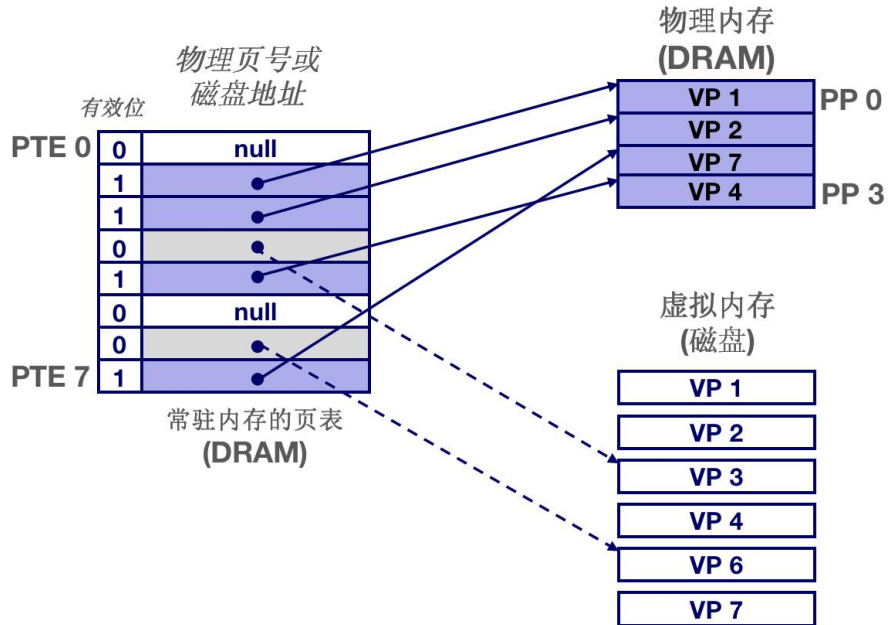 物理页号或
磁盘地址
有效位
PTE 0
0 null
1
1
0
1
0 null
0
PTE 7 1
常驻内存的页表
(DRAM)
物理内存
(DRAM)
VP 1 PP 0
VP 2
VP 7
VP 4 PP 3
虚拟内存
(磁盘)
VP 1
VP 2
VP 3
VP 4
VP 6
VP 7